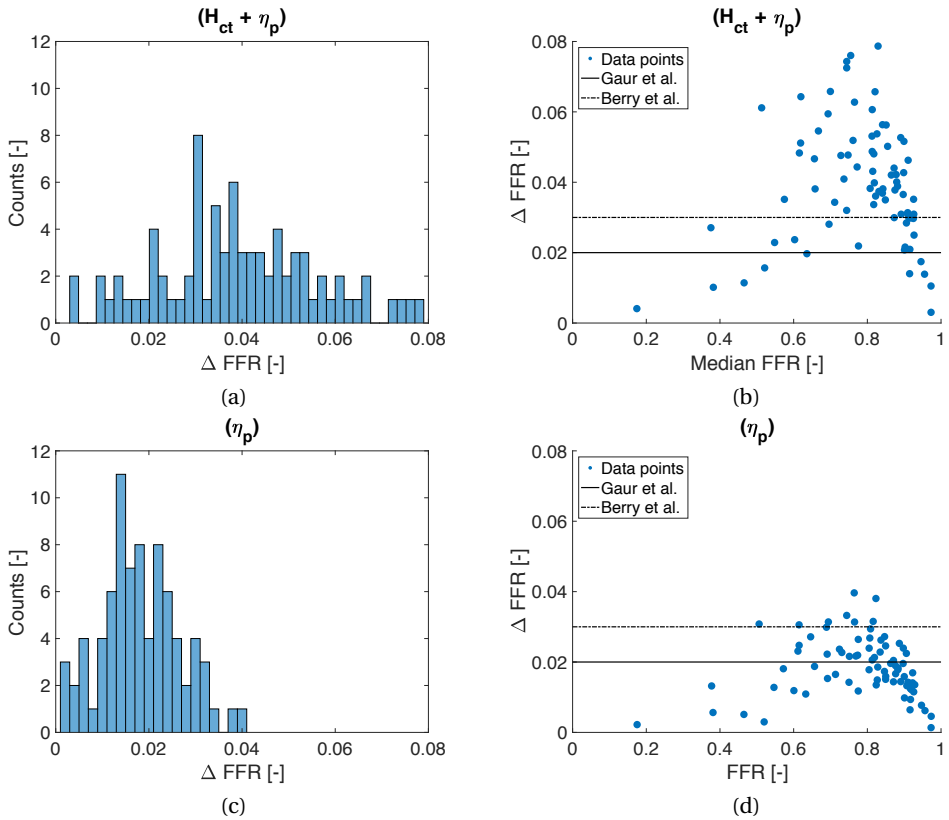 (H_ct + η_p)
12
10
8
6
4
2
0
Counts [-]
0.02
0.04
0.06
0.08
Δ FFR [-]
(a)
(H_ct + η_p)
0.08
0.06
0.04
0.02
0
Δ FFR [-]
Data points
Gaur et al.
Berry et al.
0
0.2
0.4
0.6
0.8
1
Median FFR [-]
(b)
(η_p)
12
10
8
6
4
2
0
Counts [-]
0
0.02
0.04
0.06
0.08
Δ FFR [-]
(c)
(η_p)
0.08
0.06
0.04
0.02
0
Δ FFR [-]
Data points
Gaur et al.
Berry et al.
0
0.2
0.4
0.6
0.8
1
FFR [-]
(d)